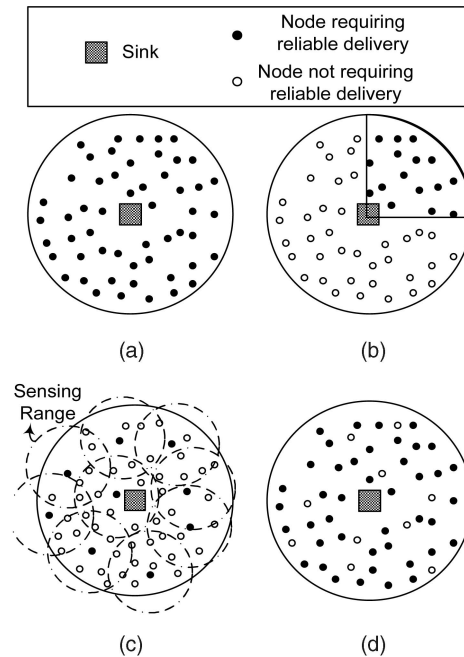 Sink
Node requiring
reliable delivery
Node not requiring
reliable delivery
(a)
(b)
Sensing
Range
(c)
(d)